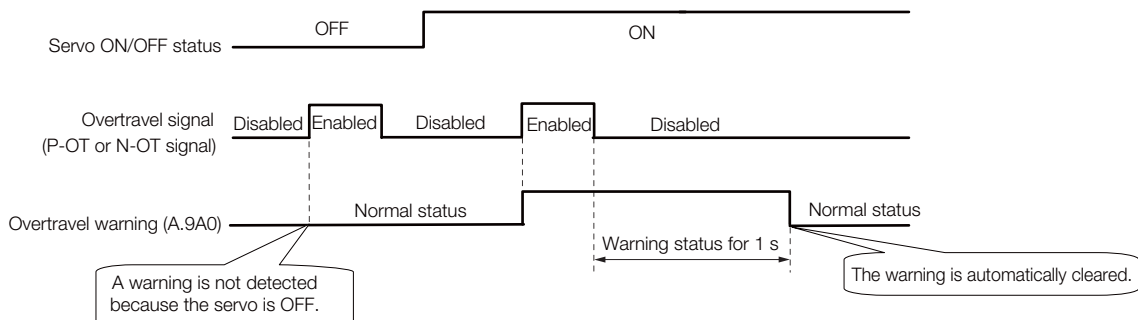 OFF
ON
Servo ON/OFF status
Overtravel signal
(P-OT or N-OT signal)
Disabled Enabled Disabled Enabled Disabled
Overtravel warning (A.9A0)
Normal status
Normal status
Warning status for 1 s
A warning is not detected
because the servo is OFF.
The warning is automatically cleared.